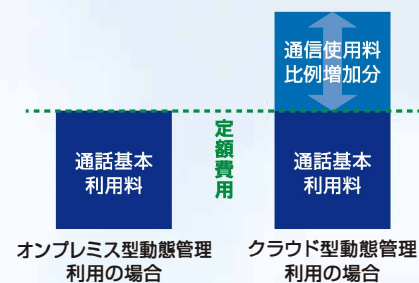 通信使用料
比例増加分
定額費用
通話基本
利用料
通話基本
利用料
オンプレミス型動態管理
利用の場合
クラウド型動態管理
利用の場合